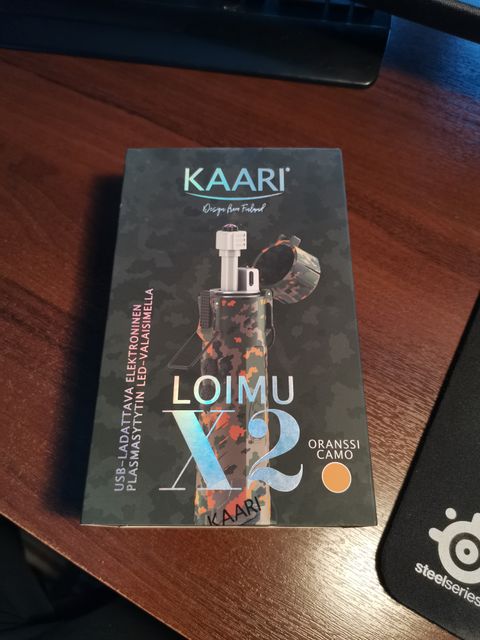 KAARI®
Design from Finland
USB-LADATTAVA ELEKTRONINEN
PLASMASYTYTIN LED-VALAISIMELLA
LOIMU
X2
ORANSSI
CAMO
KAARI
steelseries